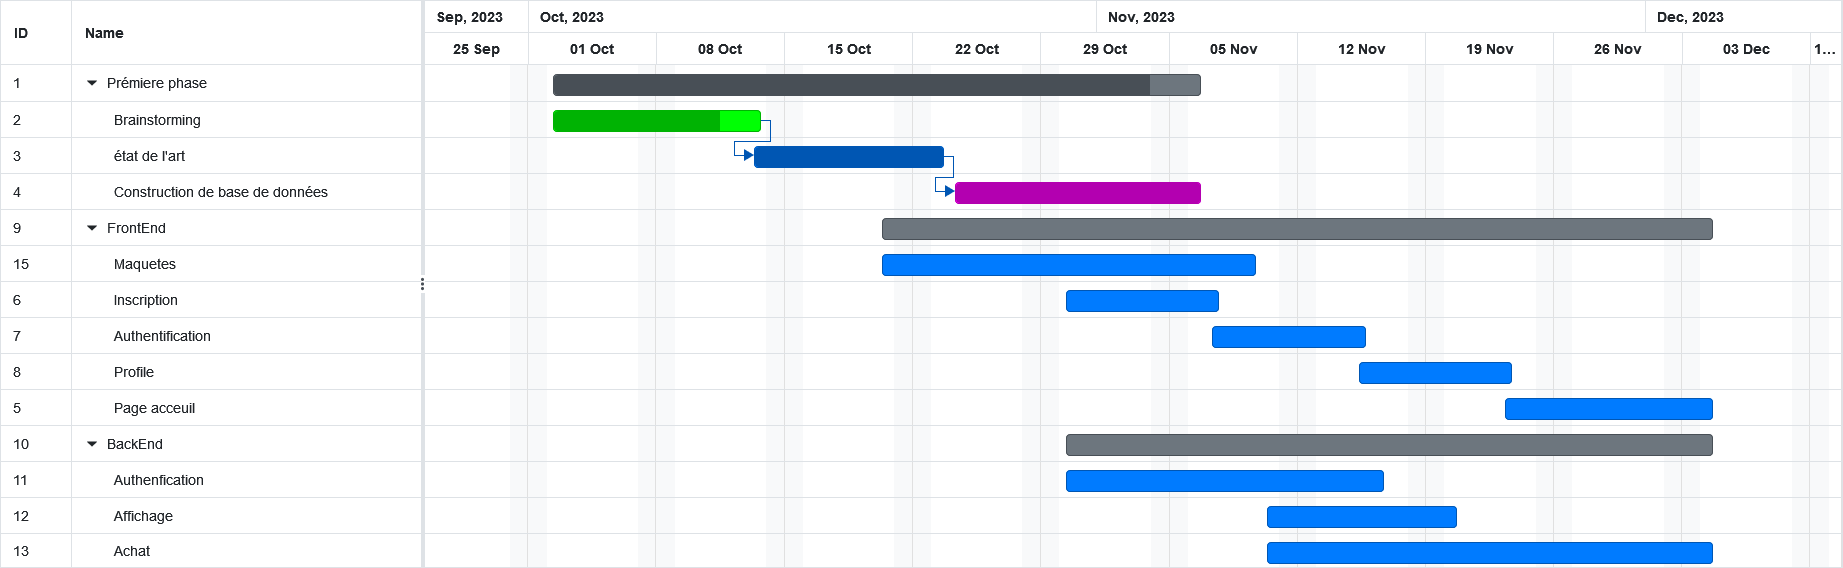 ID Name Sep, 2023 Oct, 2023 Nov, 2023 Dec, 2023
25 Sep 01 Oct 08 Oct 15 Oct 22 Oct 29 Oct 05 Nov 12 Nov 19 Nov 26 Nov 03 Dec 1...
1 Prémiere phase
2 Brainstorming
3 état de l'art
4 Construction de base de données
9 FrontEnd
15 Maquetes
6 Inscription
7 Authentification
8 Profile
5 Page acceuil
10 BackEnd
11 Authenfication
12 Affichage
13 Achat